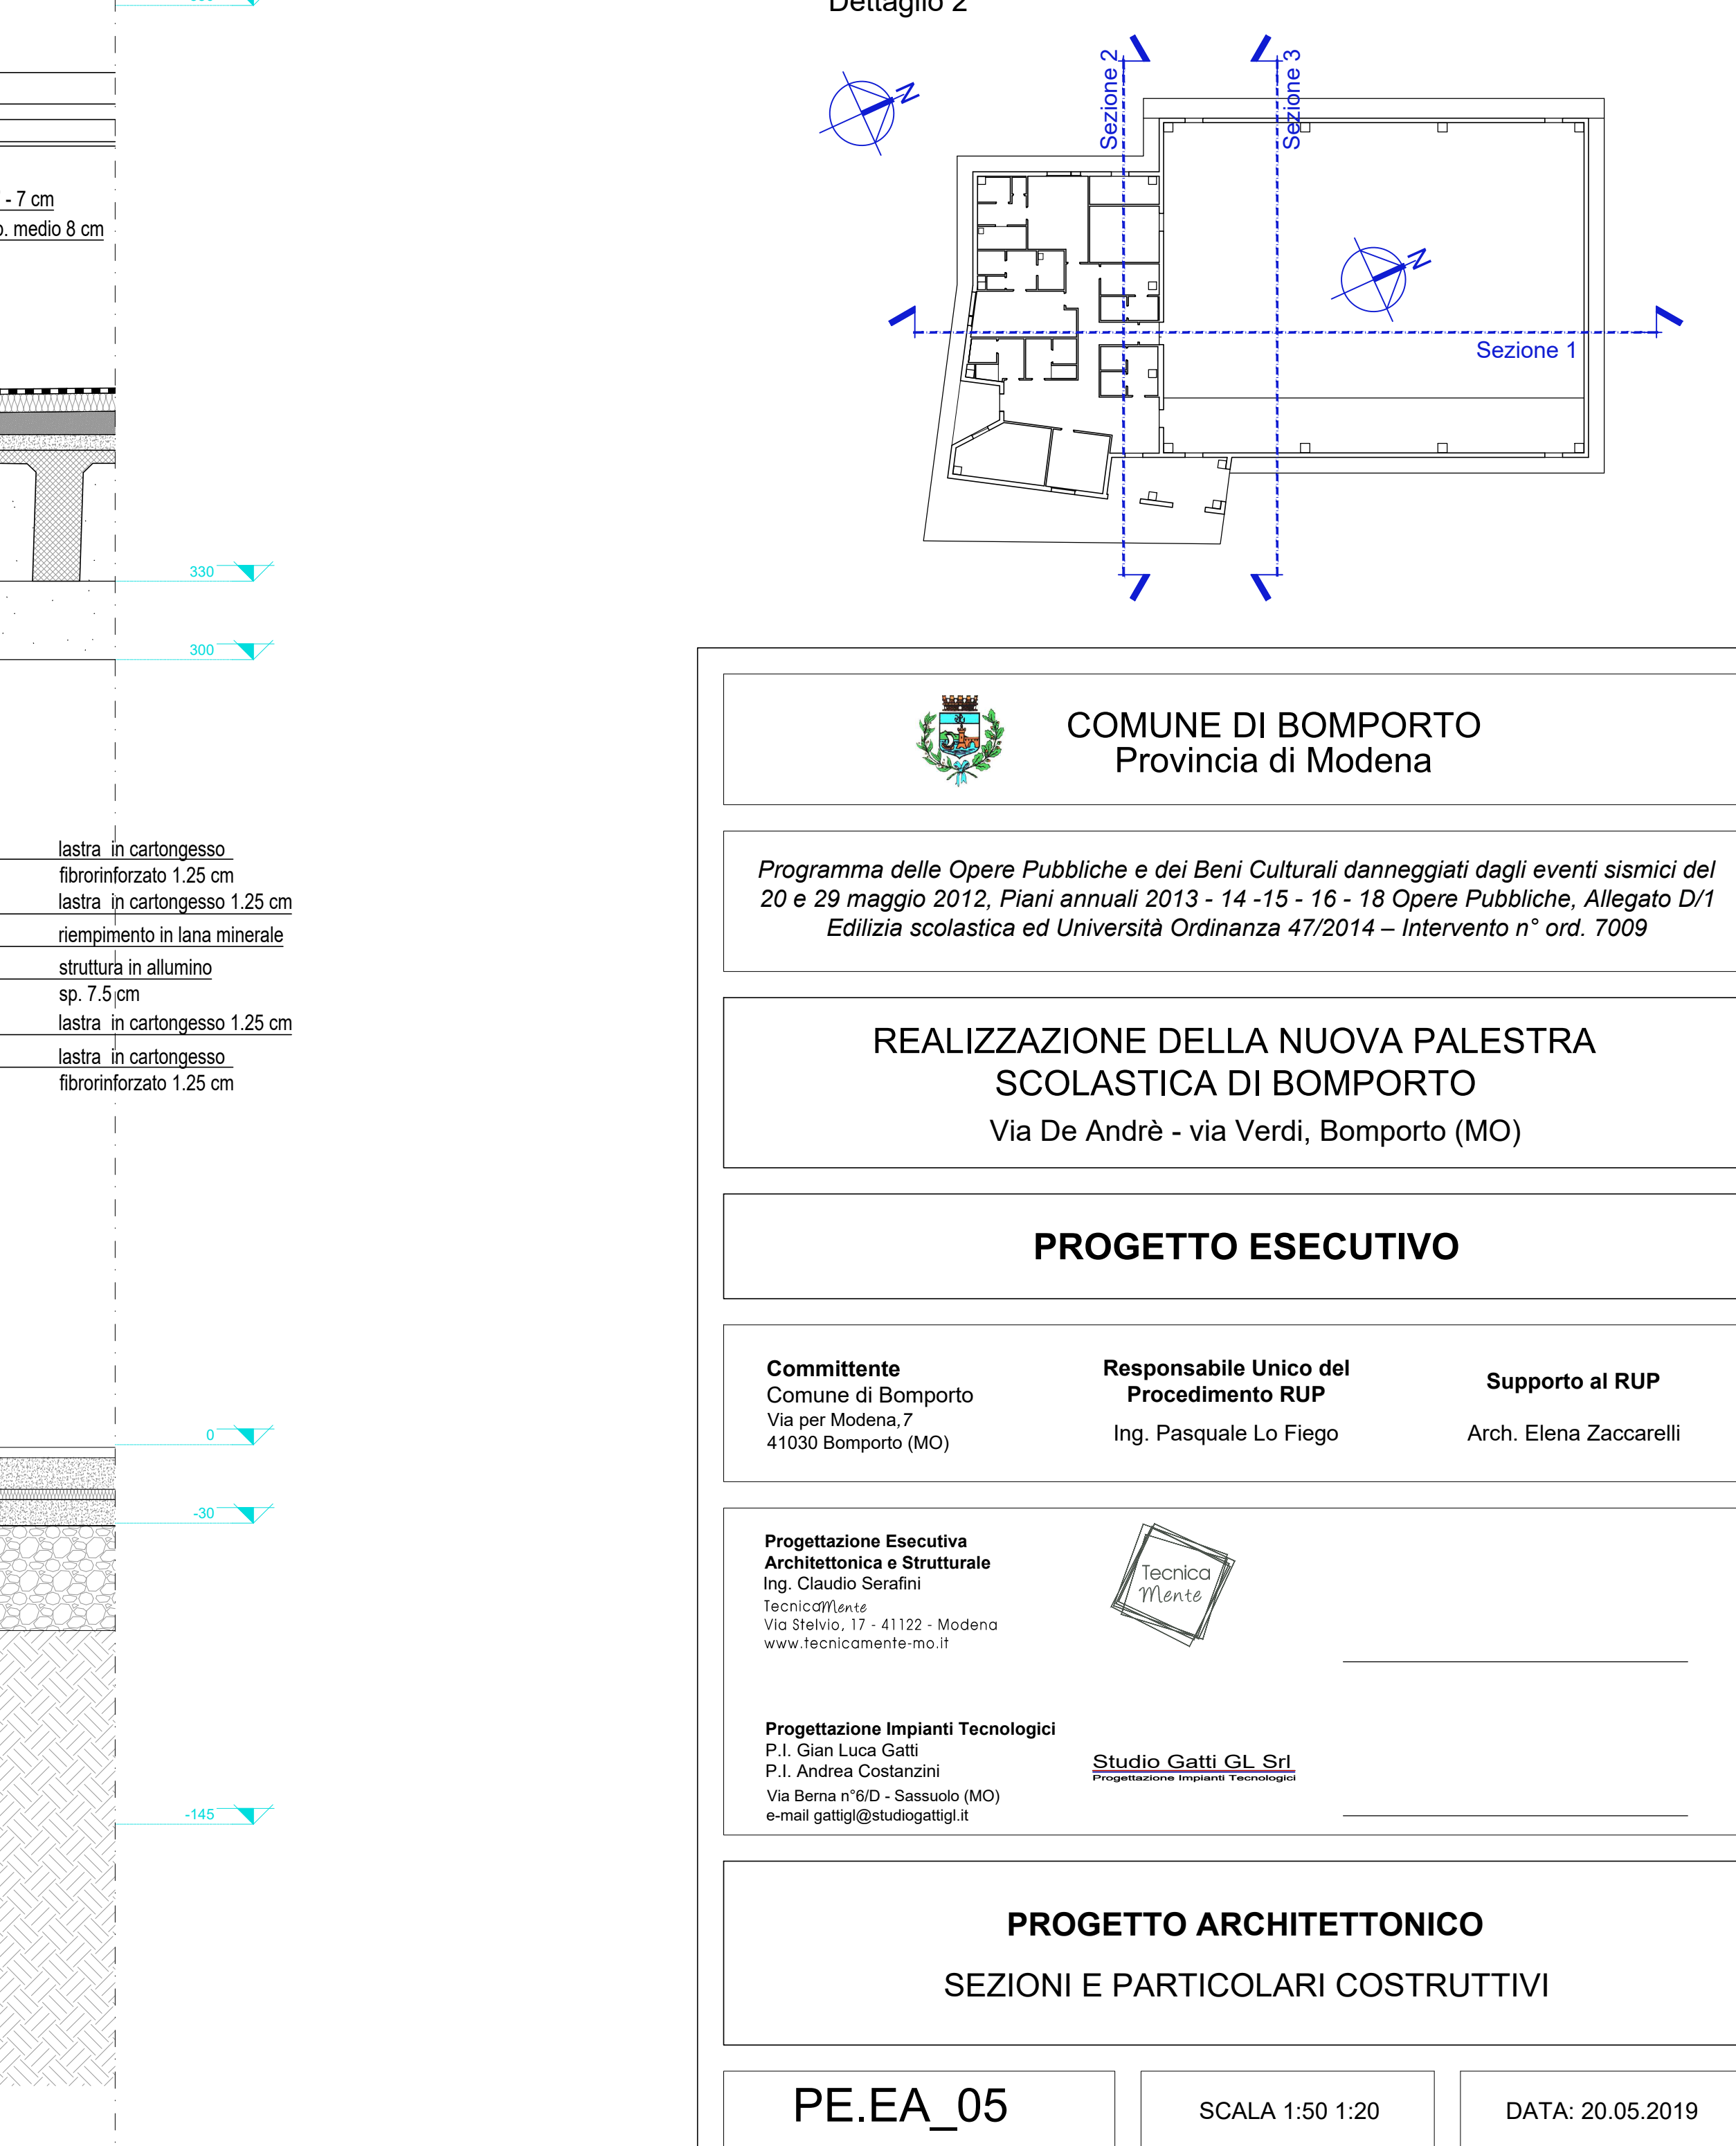 Dettaglio 2
Sezione 2
Sezione 3
N
N
Sezione 1
- 7 cm
. medio 8 cm
330
300
lastra in cartongesso
fibrorinforzato 1.25 cm
lastra in cartongesso 1.25 cm
riempimento in lana minerale
struttura in allumino
sp. 7.5 cm
lastra in cartongesso 1.25 cm
lastra in cartongesso
fibrorinforzato 1.25 cm
0
-30
-145
COMUNE DI BOMPORTO
Provincia di Modena
Programma delle Opere Pubbliche e dei Beni Culturali danneggiati dagli eventi sismici del
20 e 29 maggio 2012, Piani annuali 2013 - 14 -15 - 16 - 18 Opere Pubbliche, Allegato D/1
Edilizia scolastica ed Università Ordinanza 47/2014 – Intervento n° ord. 7009
REALIZZAZIONE DELLA NUOVA PALESTRA
SCOLASTICA DI BOMPORTO
Via De Andrè - via Verdi, Bomporto (MO)
PROGETTO ESECUTIVO
Committente
Comune di Bomporto
Via per Modena,7
41030 Bomporto (MO)
Responsabile Unico del
Procedimento RUP
Ing. Pasquale Lo Fiego
Supporto al RUP
Arch. Elena Zaccarelli
Progettazione Esecutiva
Architettonica e Strutturale
Ing. Claudio Serafini
TecnicaMente
Via Stelvio, 17 - 41122 - Modena
www.tecnicamente-mo.it
Tecnica
Mente
Progettazione Impianti Tecnologici
P.I. Gian Luca Gatti
P.I. Andrea Costanzini
Via Berna n°6/D - Sassuolo (MO)
e-mail gattigl@studiogattigl.it
Studio Gatti GL Srl
Progettazione Impianti Tecnologici
PROGETTO ARCHITETTONICO
SEZIONI E PARTICOLARI COSTRUTTIVI
PE.EA_05
SCALA 1:50 1:20
DATA: 20.05.2019